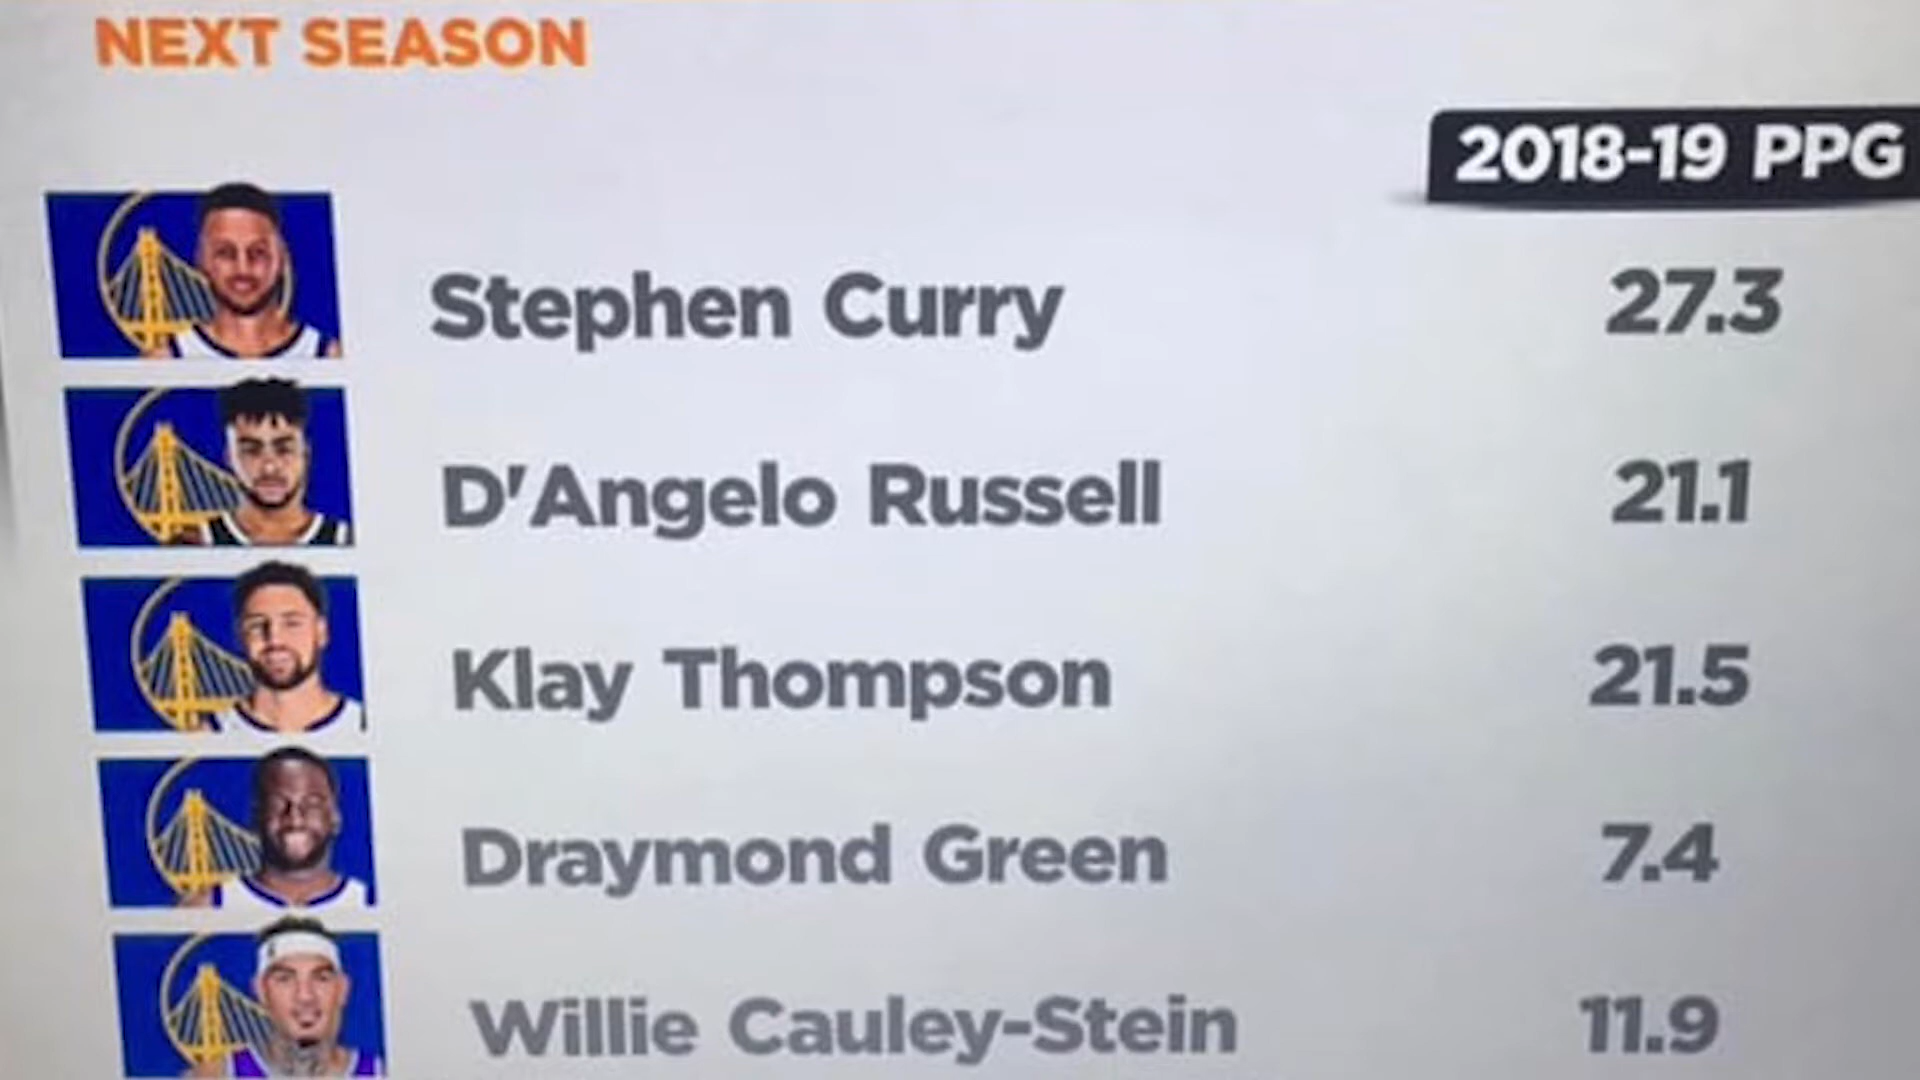 NEXT SEASON
2018-19 PPG
Stephen Curry 27.3
D'Angelo Russell 21.1
Klay Thompson 21.5
Draymond Green 7.4
Willie Cauley-Stein 11.9